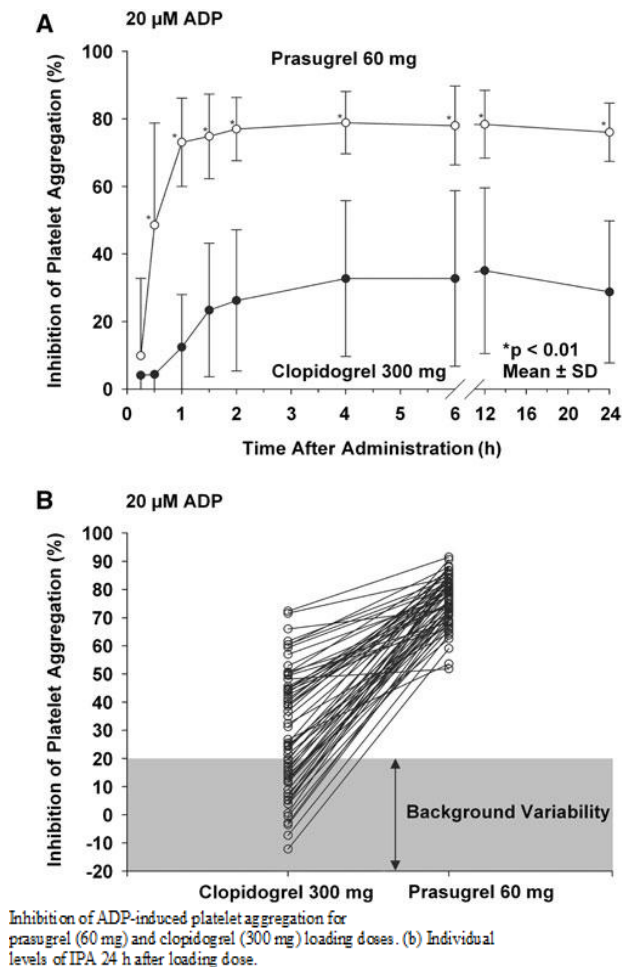 A
20 µM ADP
Inhibition of Platelet Aggregation (%)
100
80
60
40
20
0
Prasugrel 60 mg
* * * * * * * *
Clopidogrel 300 mg
*p < 0.01
Mean ± SD
0 1 2 3 4 5 6 12 16 20 24
Time After Administration (h)
B
20 µM ADP
Inhibition of Platelet Aggregation (%)
100
90
80
70
60
50
40
30
20
10
-0
-10
-20
Background Variability
Clopidogrel 300 mg Prasugrel 60 mg
Inhibition of ADP-induced platelet aggregation for
prasugrel (60 mg) and clopidogrel (300 mg) loading doses. (b) Individual
levels of IPA 24 h after loading dose.